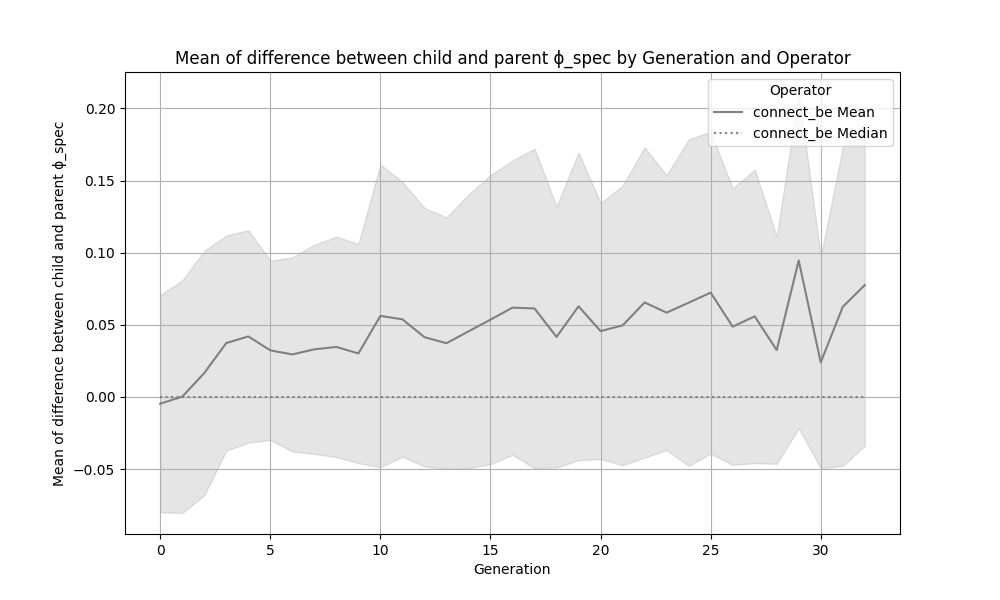 Mean of difference between child and parent ϕ_spec by Generation and Operator
Mean of difference between child and parent ϕ_spec
0.20
0.15
0.10
0.05
0.00
−0.05
Operator
connect_be Mean
connect_be Median
0
5
10
15
20
25
30
Generation